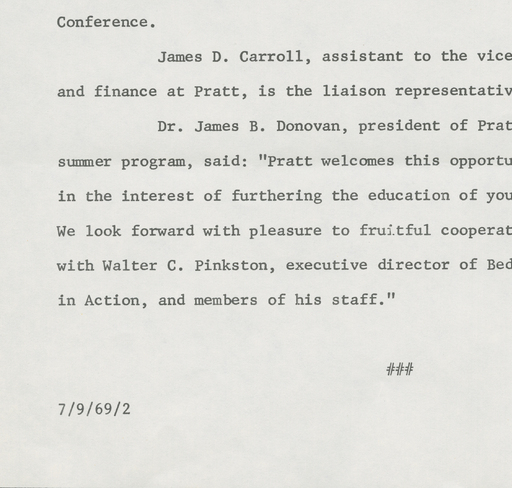 Conference.
James D. Carroll, assistant to the vice
and finance at Pratt, is the liaison representativ
Dr. James B. Donovan, president of Prat
summer program, said: "Pratt welcomes this opportu
in the interest of furthering the education of you
We look forward with pleasure to fruitful cooperat
with Walter C. Pinkston, executive director of Bed
in Action, and members of his staff."
###
7/9/69/2